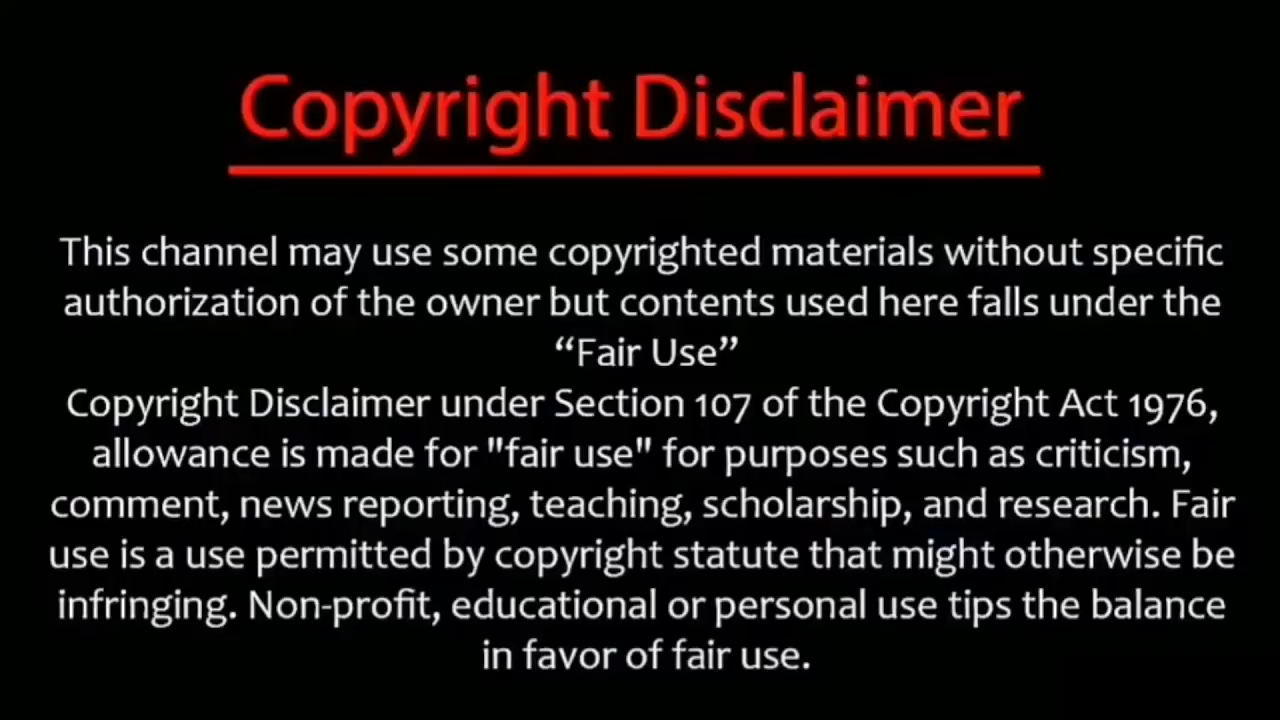 Copyright Disclaimer
This channel may use some copyrighted materials without specific
authorization of the owner but contents used here falls under the
“Fair Use”
Copyright Disclaimer under Section 107 of the Copyright Act 1976,
allowance is made for "fair use" for purposes such as criticism,
comment, news reporting, teaching, scholarship, and research. Fair
use is a use permitted by copyright statute that might otherwise be
infringing. Non-profit, educational or personal use tips the balance
in favor of fair use.